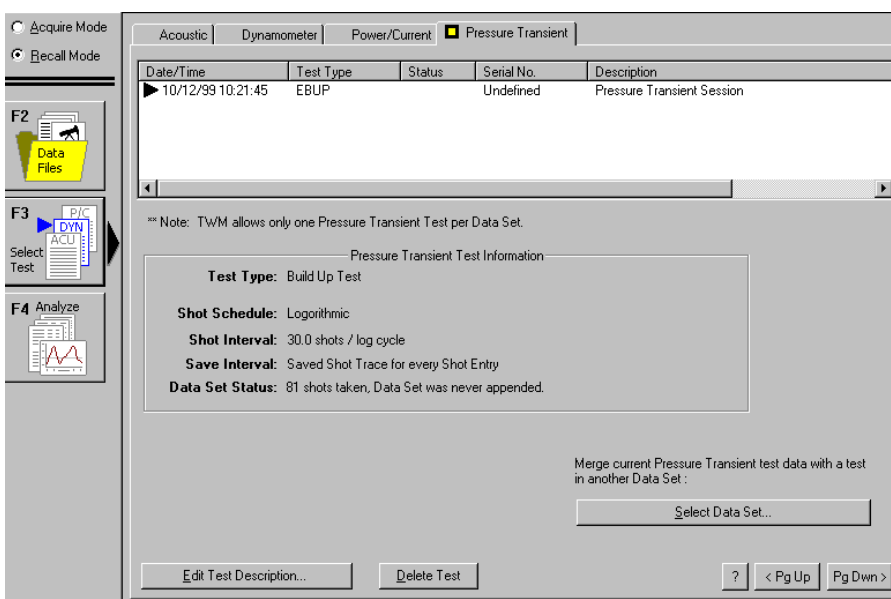 Acquire Mode
Recall Mode
F2
Data
Files
F3
P/C
DYN
ACU
Select
Test
F4 Analyze
Acoustic Dynamometer Power/Current Pressure Transient
Date/Time Test Type Status Serial No. Description
10/12/99 10:21:45 EBUP Undefined Pressure Transient Session
** Note: TWM allows only one Pressure Transient Test per Data Set.
Pressure Transient Test Information
Test Type: Build Up Test
Shot Schedule: Logorithmic
Shot Interval: 30.0 shots / log cycle
Save Interval: Saved Shot Trace for every Shot Entry
Data Set Status: 81 shots taken, Data Set was never appended.
Merge current Pressure Transient test data with a test
in another Data Set :
Select Data Set...
Edit Test Description... Delete Test ? < Pg Up Pg Dwn >